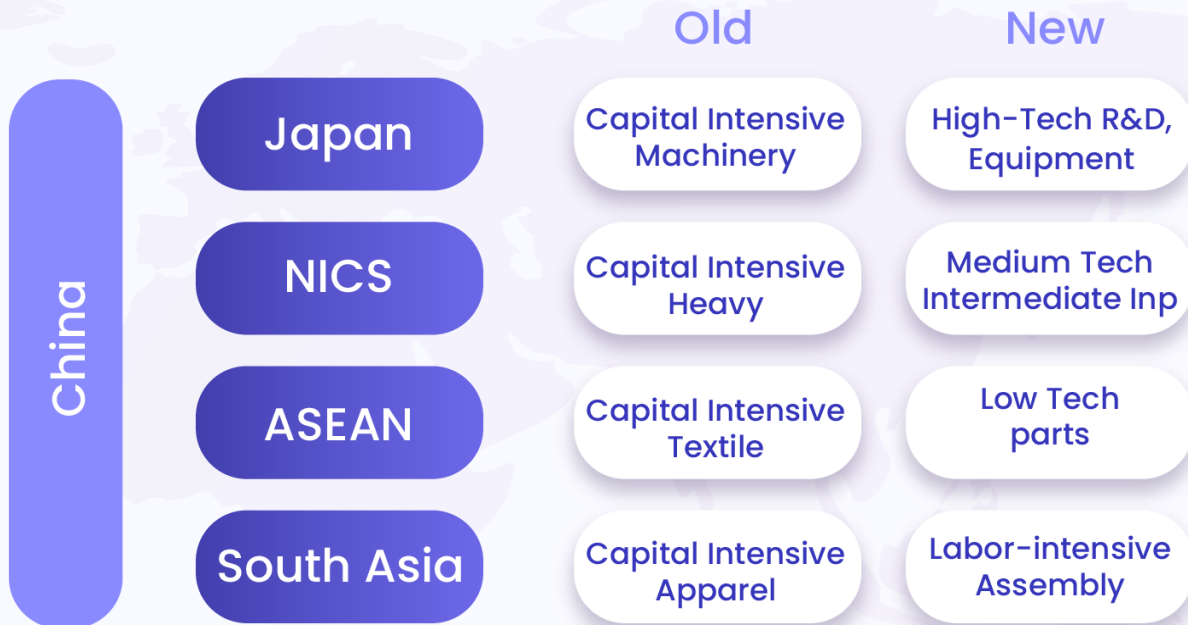 Old
New
China
Japan
Capital Intensive
Machinery
High-Tech R&D,
Equipment
NICS
Capital Intensive
Heavy
Medium Tech
Intermediate Inp
ASEAN
Capital Intensive
Textile
Low Tech
parts
South Asia
Capital Intensive
Apparel
Labor-intensive
Assembly